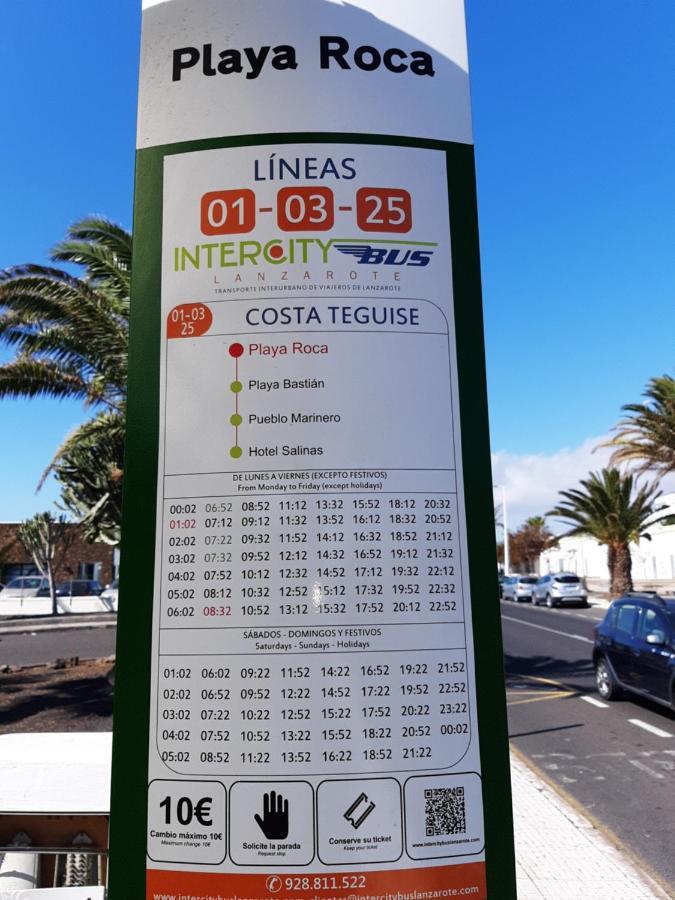 Playa Roca
LÍNEAS
01-03-25
INTERCITY BUS
LANZAROTE
TRANSPORTE INTERURBANO DE VIAJEROS DE LANZAROTE
01-03
25
COSTA TEGUISE
Playa Roca
Playa Bastián
Pueblo Marinero
Hotel Salinas
DE LUNES A VIERNES (EXCEPTO FESTIVOS)
From Monday to Friday (except holidays)
00:02 06:52 08:52 11:12 13:32 15:52 18:12 20:32
01:02 07:12 09:12 11:32 13:52 16:12 18:32 20:52
02:02 07:22 09:32 11:52 14:12 16:32 18:52 21:12
03:02 07:32 09:52 12:12 14:32 16:52 19:12 21:32
04:02 07:52 10:12 12:32 14:52 17:12 19:32 22:12
05:02 08:12 10:32 12:52 15:12 17:32 19:52 22:32
06:02 08:32 10:52 13:12 15:32 17:52 20:12 22:52
SÁBADOS - DOMINGOS Y FESTIVOS
Saturdays - Sundays - Holidays
01:02 06:02 09:22 11:52 14:22 16:52 19:22 21:52
02:02 06:52 09:52 12:22 14:52 17:22 19:52 22:52
03:02 07:22 10:22 12:52 15:22 17:52 20:22 23:22
04:02 07:52 10:52 13:22 15:52 18:22 20:52 00:02
05:02 08:52 11:22 13:52 16:22 18:52 21:22
10€
Cambio máximo 10€
Maximum change 10€
Solicite la parada
Request stop
Conserve su ticket
Keep your ticket
www.intercitybuslanzarote.com
928.811.522
www.intercitybuslanzarote.com clientes@intercitybuslanzarote.com